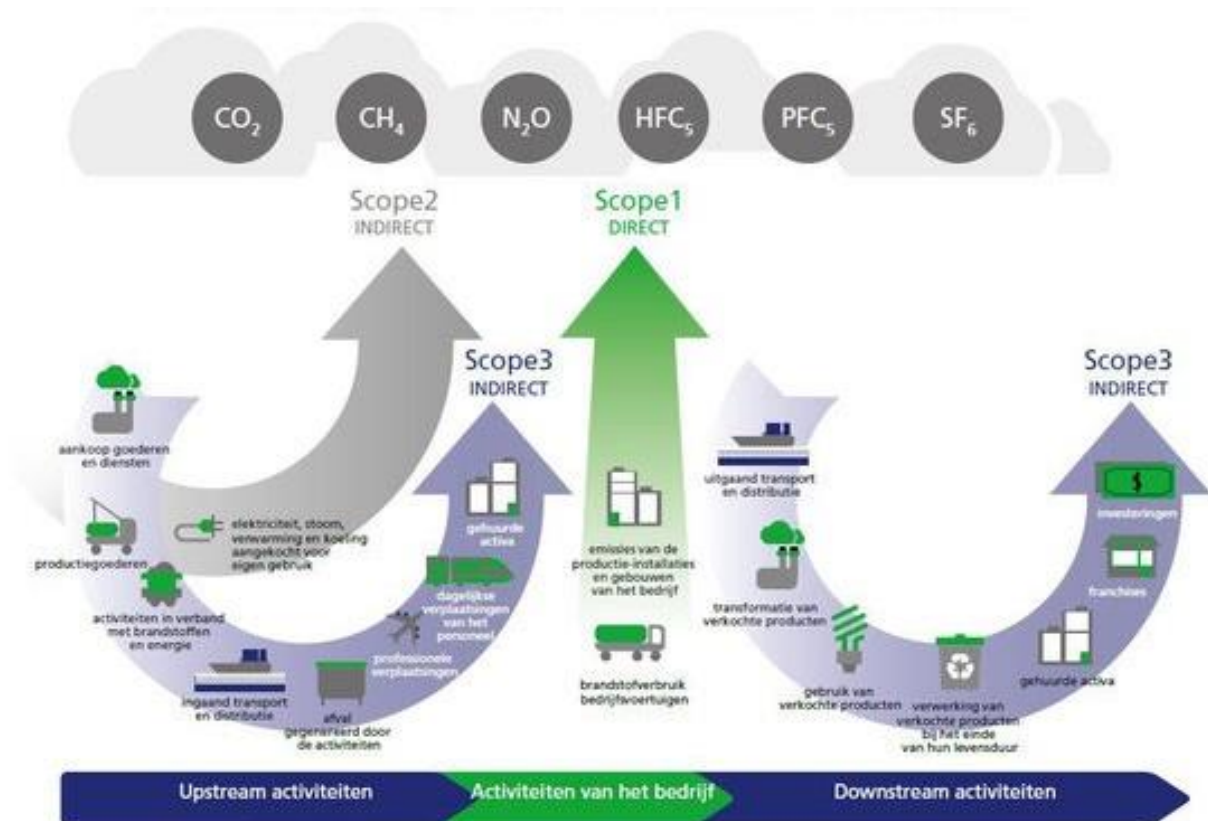 CO₂
CH₄
N₂O
HFC₅
PFC₅
SF₆
Scope2
INDIRECT
Scope1
DIRECT
Scope3
INDIRECT
Scope3
INDIRECT
aankoop goederen
en diensten
productiegoederen
elektriciteit, stoom,
verwarming en koeling
aangekocht voor
eigen gebruik
activiteiten in verband
met brandstoffen
en energie
ingaand transport
en distributie
afval
gegenereerd door
de activiteiten
professionele
verplaatsingen
dagelijkse
verplaatsingen
van het
personeel
gehuurde
activa
emissies van de
productie-installaties
en gebouwen
van het bedrijf
brandstofverbruik
bedrijfsvoertuigen
uitgaand transport
en distributie
transformatie van
verkochte producten
gebruik van
verkochte producten
verwerking van
verkochte producten
bij het einde
van hun levensduur
gehuurde activa
franchises
$
investeringen
Upstream activiteiten
Activiteiten van het bedrijf
Downstream activiteiten